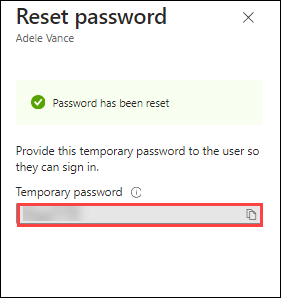 Reset password
Adele Vance
Password has been reset
Provide this temporary password to the user so
they can sign in.
Temporary password